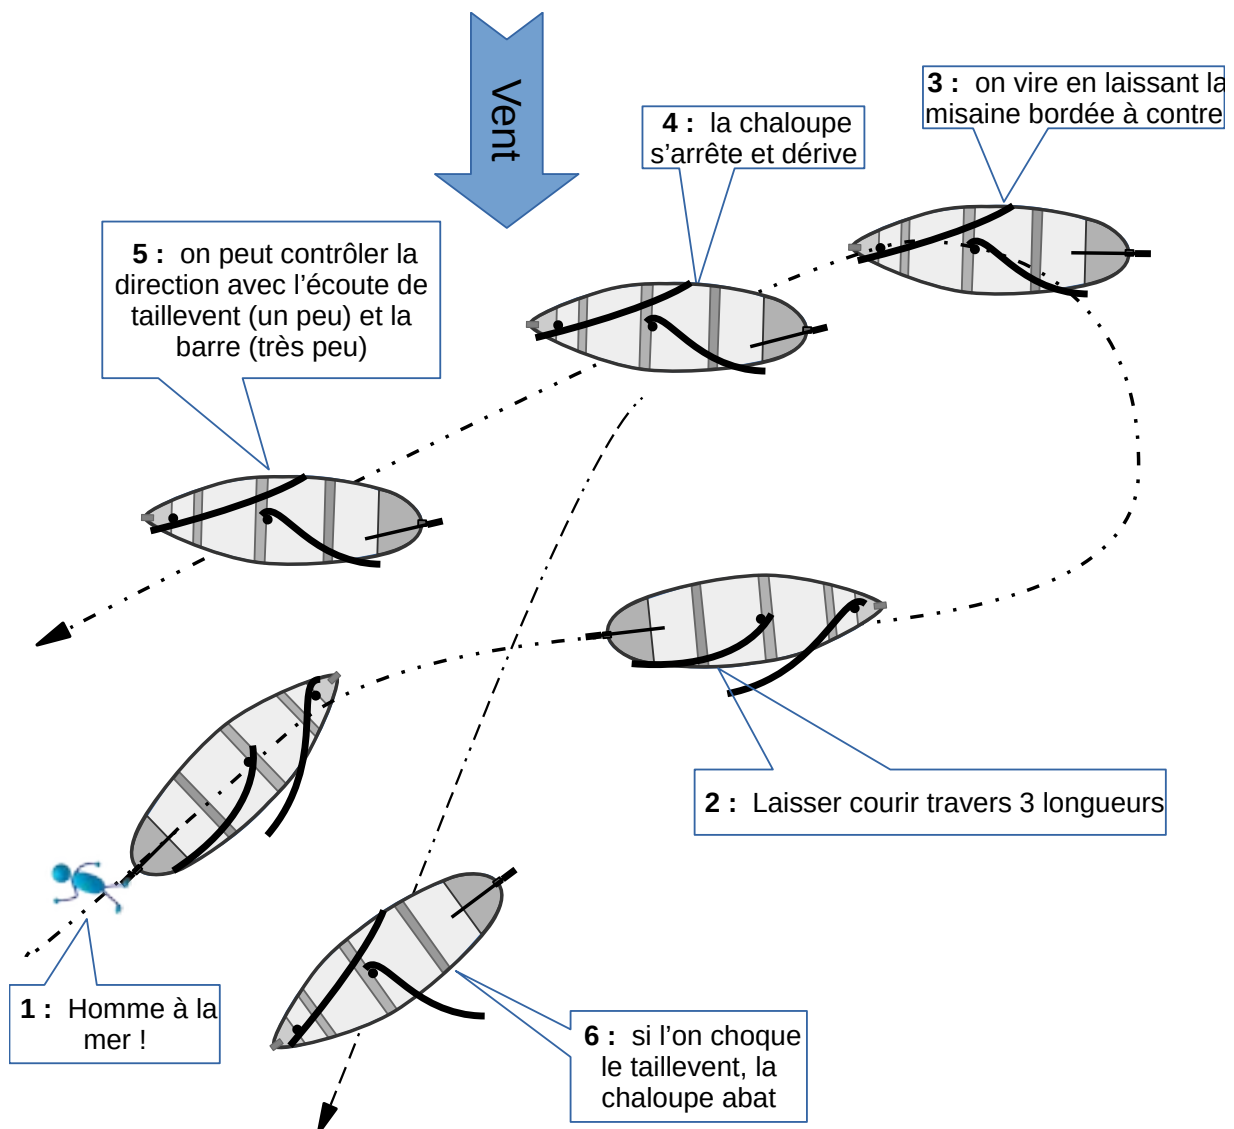 Vent
3 : on vire en laissant la
misaine bordée à contre
4 : la chaloupe
s’arrête et dérive
5 : on peut contrôler la
direction avec l’écoute de
taillevent (un peu) et la
barre (très peu)
2 : Laisser courir travers 3 longueurs
1 : Homme à la
mer !
6 : si l’on choque
le taillevent, la
chaloupe abat